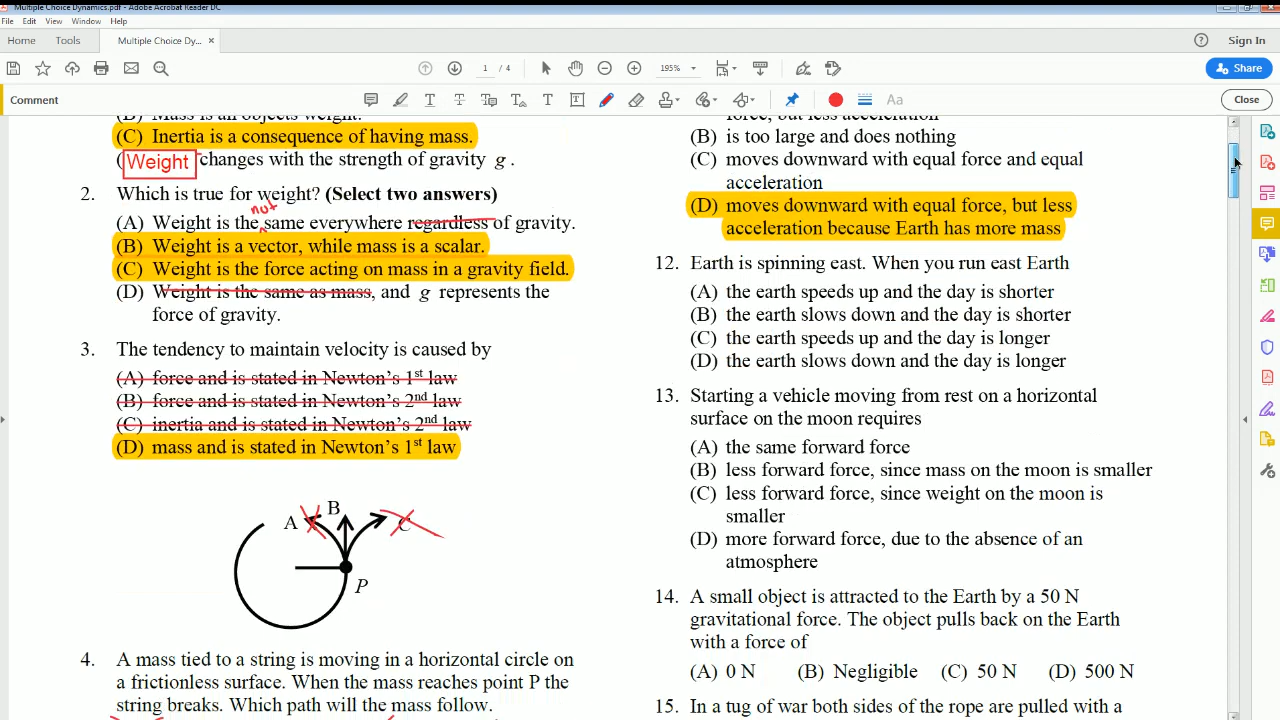 Multiple Choice Dynamics.pdf - Adobe Acrobat Reader DC
File Edit View Window Help
Home Tools Multiple Choice Dy... × Sign In
1 / 4 195% Share
Comment Aa Close
(B) Mass is an objects weight.
(C) Inertia is a consequence of having mass.
( Weight changes with the strength of gravity g .
2. Which is true for weight? (Select two answers)
not
(A) Weight is the same everywhere regardless of gravity.
(B) Weight is a vector, while mass is a scalar.
(C) Weight is the force acting on mass in a gravity field.
(D) Weight is the same as mass, and g represents the
force of gravity.
3. The tendency to maintain velocity is caused by
(A) force and is stated in Newton's 1st law
(B) force and is stated in Newton's 2nd law
(C) inertia and is stated in Newton's 2nd law
(D) mass and is stated in Newton's 1st law
A B C
P
4. A mass tied to a string is moving in a horizontal circle on
a frictionless surface. When the mass reaches point P the
string breaks. Which path will the mass follow.
force, but less acceleration
(B) is too large and does nothing
(C) moves downward with equal force and equal
acceleration
(D) moves downward with equal force, but less
acceleration because Earth has more mass
12. Earth is spinning east. When you run east Earth
(A) the earth speeds up and the day is shorter
(B) the earth slows down and the day is shorter
(C) the earth speeds up and the day is longer
(D) the earth slows down and the day is longer
13. Starting a vehicle moving from rest on a horizontal
surface on the moon requires
(A) the same forward force
(B) less forward force, since mass on the moon is smaller
(C) less forward force, since weight on the moon is
smaller
(D) more forward force, due to the absence of an
atmosphere
14. A small object is attracted to the Earth by a 50 N
gravitational force. The object pulls back on the Earth
with a force of
(A) 0 N (B) Negligible (C) 50 N (D) 500 N
15. In a tug of war both sides of the rope are pulled with a